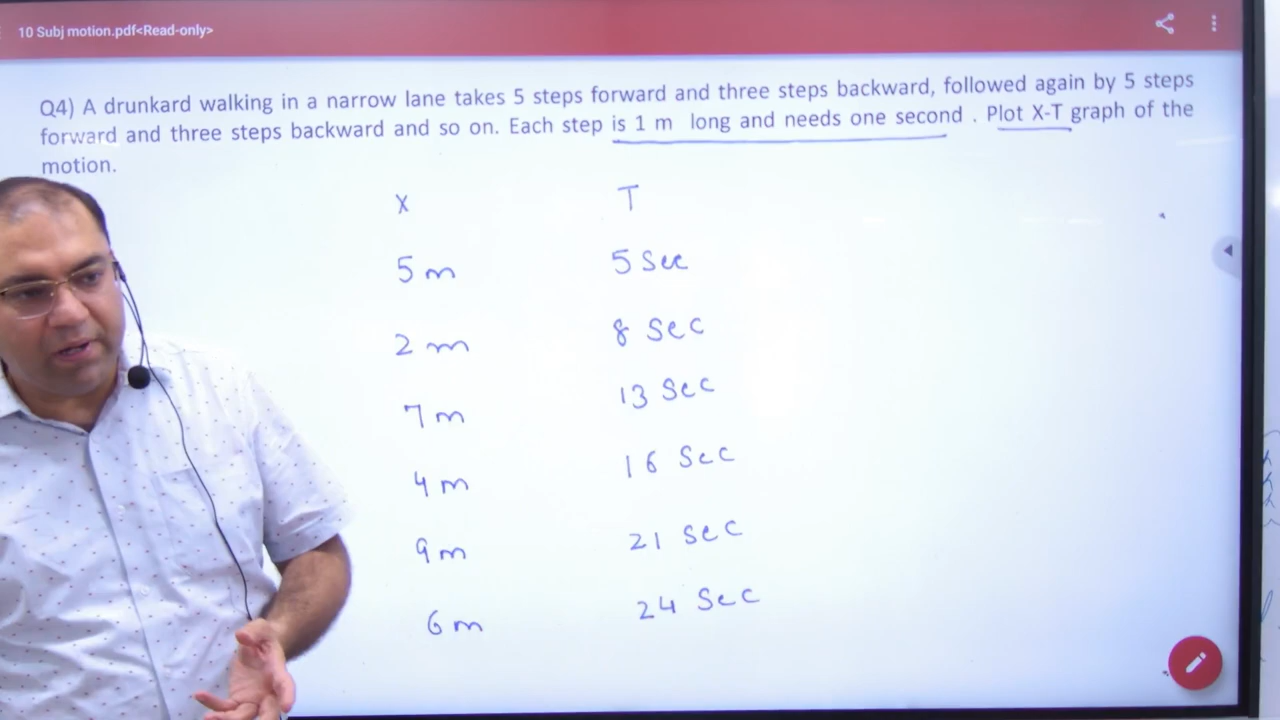 10 Subj motion.pdf<Read-only>
Q4) A drunkard walking in a narrow lane takes 5 steps forward and three steps backward, followed again by 5 steps
forward and three steps backward and so on. Each step is 1 m long and needs one second . Plot X-T graph of the
motion.
X T
5 m 5 Sec
2 m 8 Sec
7 m 13 Sec
4 m 16 Sec
9 m 21 Sec
6 m 24 Sec